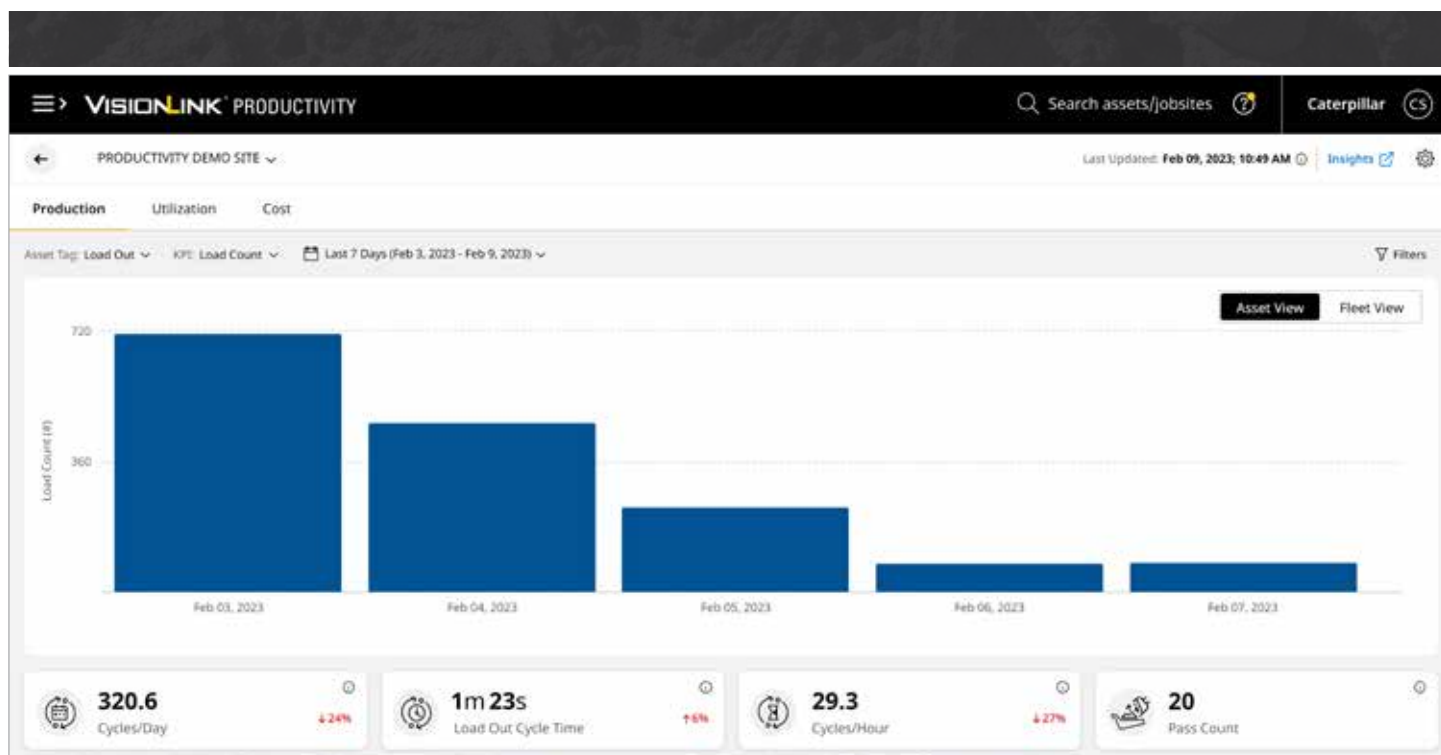 VISIONLINK PRODUCTIVITY
Search assets/jobsites
Caterpillar CS
PRODUCTIVITY DEMO SITE
Last Updated: Feb 09, 2023; 10:49 AM
Insights
Production Utilization Cost
Asset Tag: Load Out KPI: Load Count Last 7 Days (Feb 3, 2023 - Feb 9, 2023)
Filters
Asset View Fleet View
720
360
Load Count (#)
Feb 03, 2023 Feb 04, 2023 Feb 05, 2023 Feb 06, 2023 Feb 07, 2023
320.6
Cycles/Day
↓24%
1m 23s
Load Out Cycle Time
↑6%
29.3
Cycles/Hour
↓27%
20
Pass Count